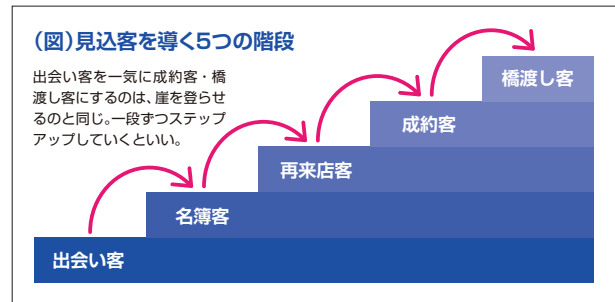 （図）見込客を導く5つの階段
出会い客を一気に成約客・橋
渡し客にするのは、崖を登らせ
るのと同じ。一段ずつステップ
アップしていくといい。
橋渡し客
成約客
再来店客
名簿客
出会い客